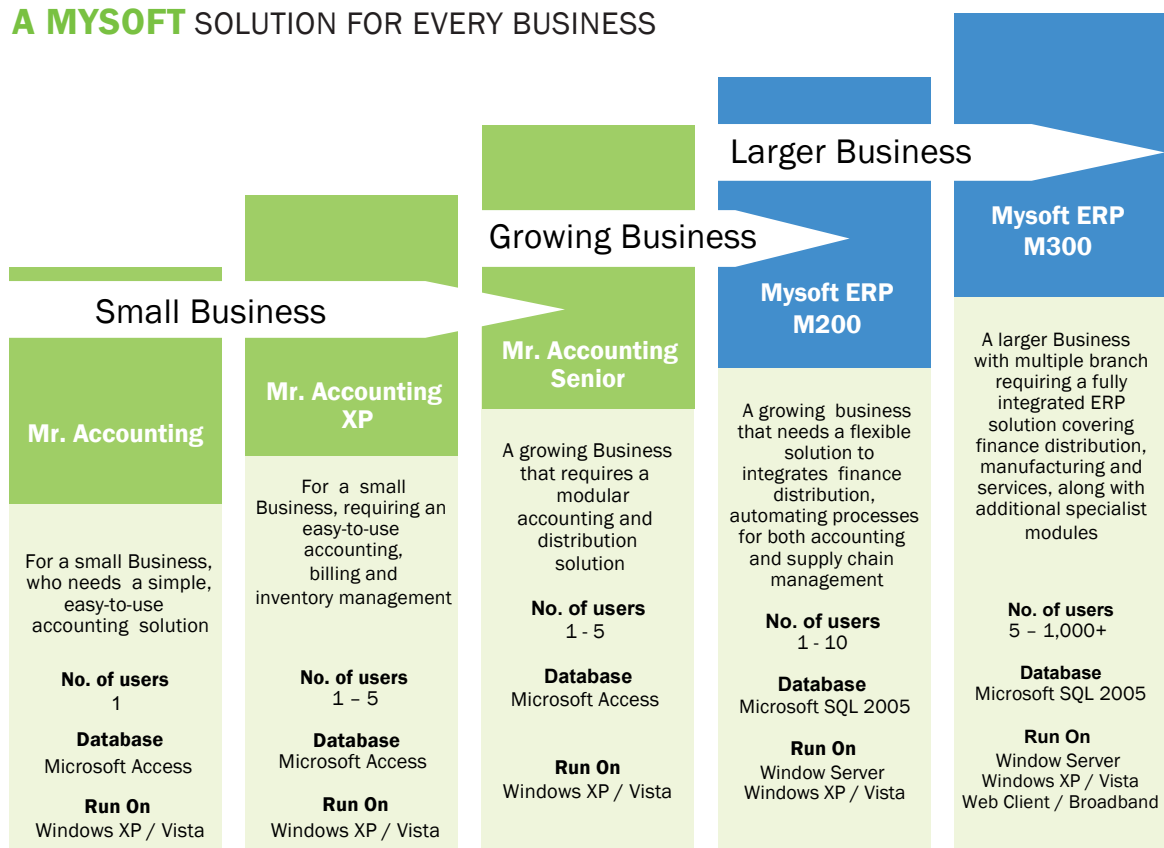 A MYSOFT SOLUTION FOR EVERY BUSINESS
Small Business
Growing Business
Larger Business
Mr. Accounting
For a small Business,
who needs a simple,
easy-to-use
accounting solution
No. of users
1
Database
Microsoft Access
Run On
Windows XP / Vista
Mr. Accounting
XP
For a small
Business, requiring an
easy-to-use
accounting,
billing and
inventory management
No. of users
1 – 5
Database
Microsoft Access
Run On
Windows XP / Vista
Mr. Accounting
Senior
A growing Business
that requires a
modular
accounting and
distribution
solution
No. of users
1 - 5
Database
Microsoft Access
Run On
Windows XP / Vista
Mysoft ERP
M200
A growing business
that needs a flexible
solution to
integrates finance
distribution,
automating processes
for both accounting
and supply chain
management
No. of users
1 - 10
Database
Microsoft SQL 2005
Run On
Window Server
Windows XP / Vista
Mysoft ERP
M300
A larger Business
with multiple branch
requiring a fully
integrated ERP
solution covering
finance distribution,
manufacturing and
services, along with
additional specialist
modules
No. of users
5 – 1,000+
Database
Microsoft SQL 2005
Run On
Window Server
Windows XP / Vista
Web Client / Broadband